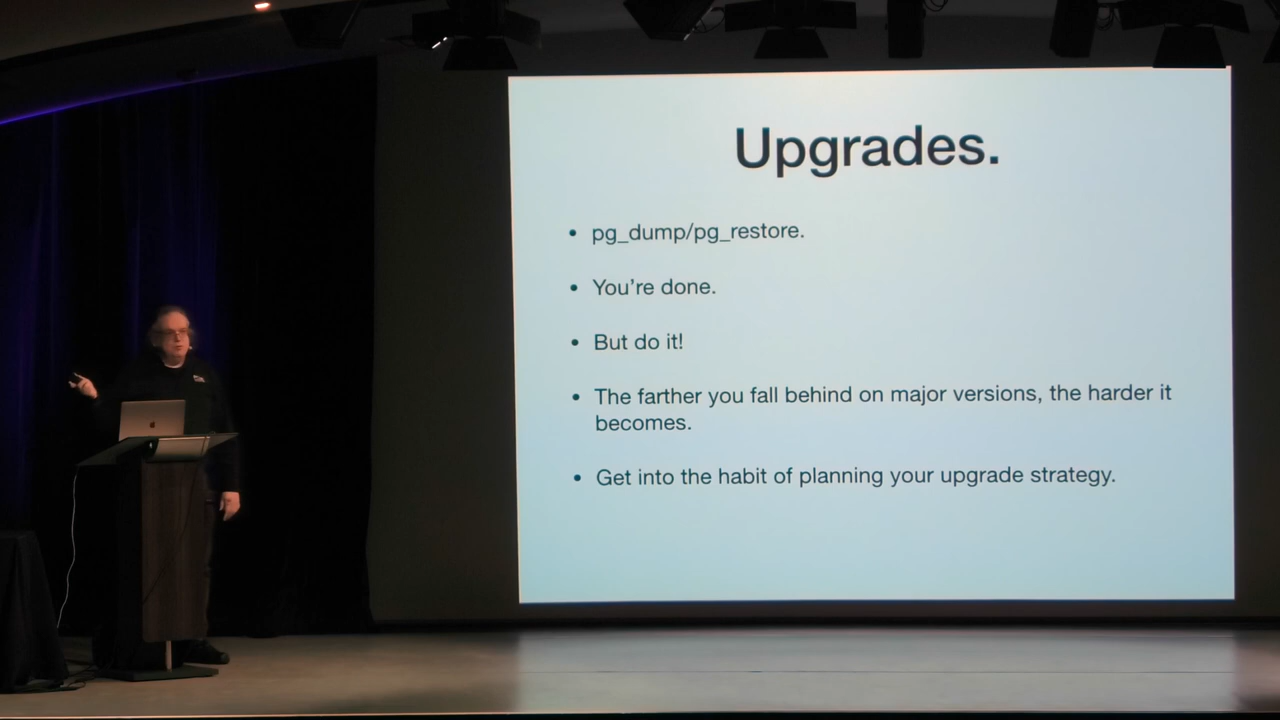 Upgrades.
• pg_dump/pg_restore.
• You're done.
• But do it!
• The farther you fall behind on major versions, the harder it
becomes.
• Get into the habit of planning your upgrade strategy.